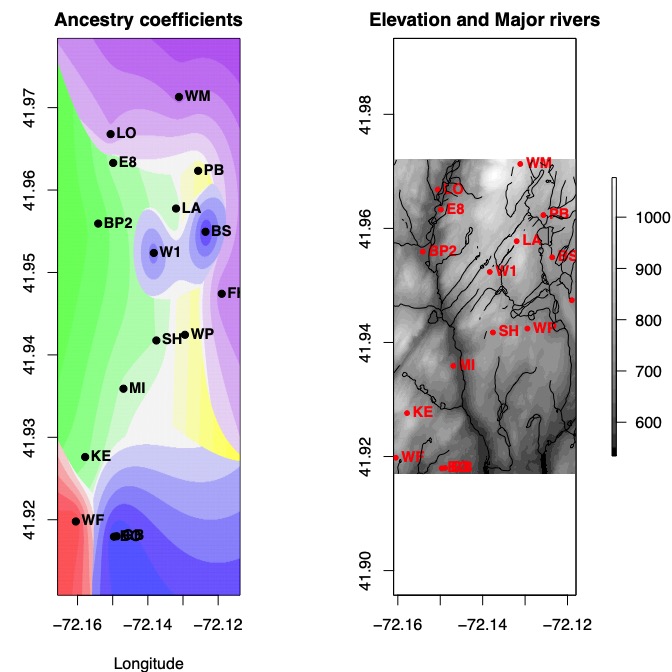 Ancestry coefficients
Elevation and Major rivers
WM
LO
E8
PB
LA
BP2
BS
W1
FI
SH
WP
MI
KE
WF
41.97
41.96
41.95
41.94
41.93
41.92
−72.16
−72.14
−72.12
Longitude
WM
LO
E8
PB
LA
BP2
BS
W1
SH
WP
MI
KE
WF
41.98
41.96
41.94
41.92
41.90
−72.16
−72.14
−72.12
1000
900
800
700
600